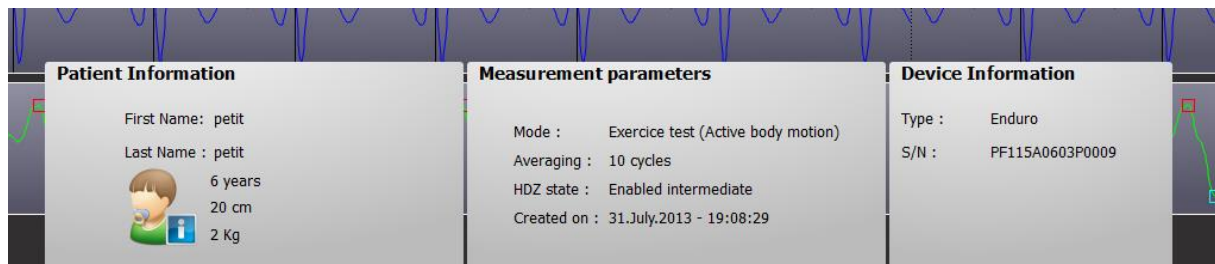 Patient Information
First Name: petit
Last Name : petit
6 years
20 cm
2 Kg
Measurement parameters
Mode : Exercice test (Active body motion)
Averaging : 10 cycles
HDZ state : Enabled intermediate
Created on : 31.July.2013 - 19:08:29
Device Information
Type : Enduro
S/N : PF115A0603P0009